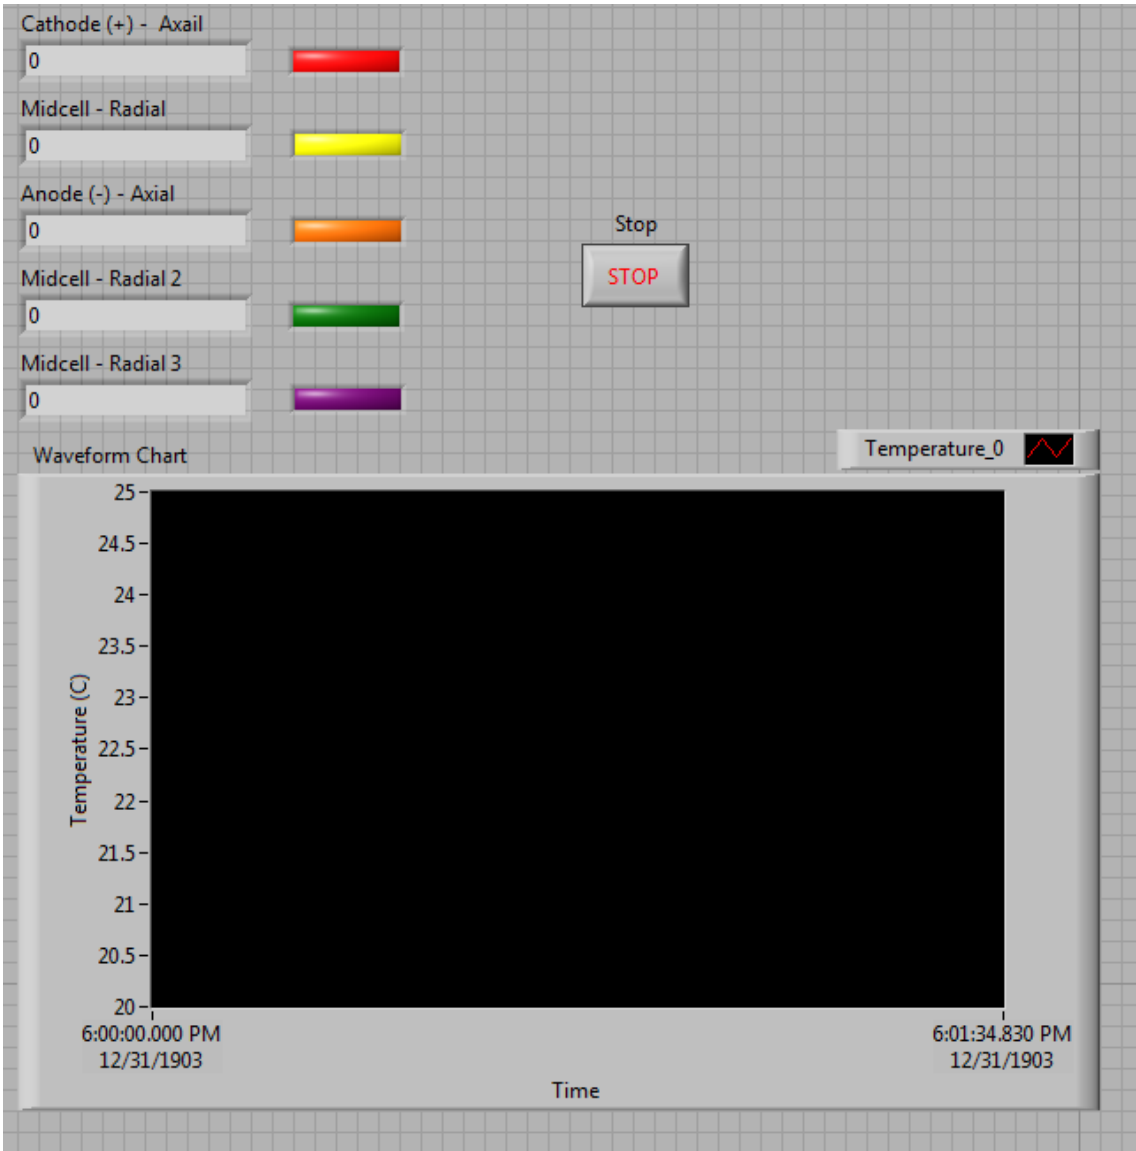 Cathode (+) -  Axail
0
Midcell - Radial
0
Anode (-) - Axial
0
Midcell - Radial 2
0
Midcell - Radial 3
0
Stop
STOP
Waveform Chart
Temperature_0
25
24.5
24
23.5
23
22.5
22
21.5
21
20.5
20
Temperature (C)
6:00:00.000 PM
12/31/1903
6:01:34.830 PM
12/31/1903
Time